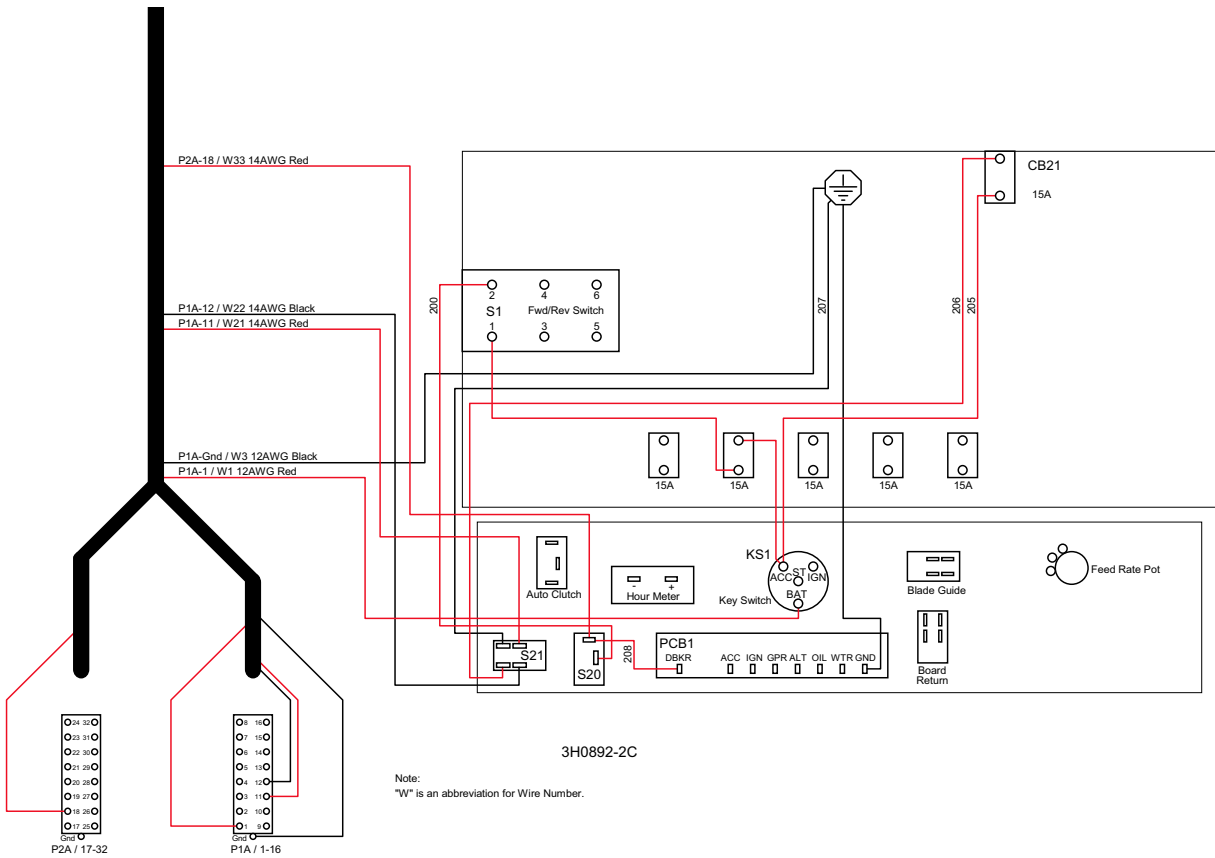 P2A-18 / W33 14AWG Red
CB21
15A
2 4 6
S1 Fwd/Rev Switch
1 3 5
200
207
206
205
P1A-12 / W22 14AWG Black
P1A-11 / W21 14AWG Red
P1A-Gnd / W3 12AWG Black
P1A-1 / W1 12AWG Red
15A 15A 15A 15A 15A
KS1
ACC ST IGN
BAT
Key Switch
Auto Clutch
- +
Hour Meter
Blade Guide
Feed Rate Pot
S21
S20
208
PCB1
DBKR ACC IGN GPR ALT OIL WTR GND
Board
Return
24 32
23 31
22 30
21 29
20 28
19 27
18 26
17 25
Gnd
P2A / 17-32
8 16
7 15
6 14
5 13
4 12
3 11
2 10
1 9
Gnd
P1A / 1-16
3H0892-2C
Note:
"W" is an abbreviation for Wire Number.